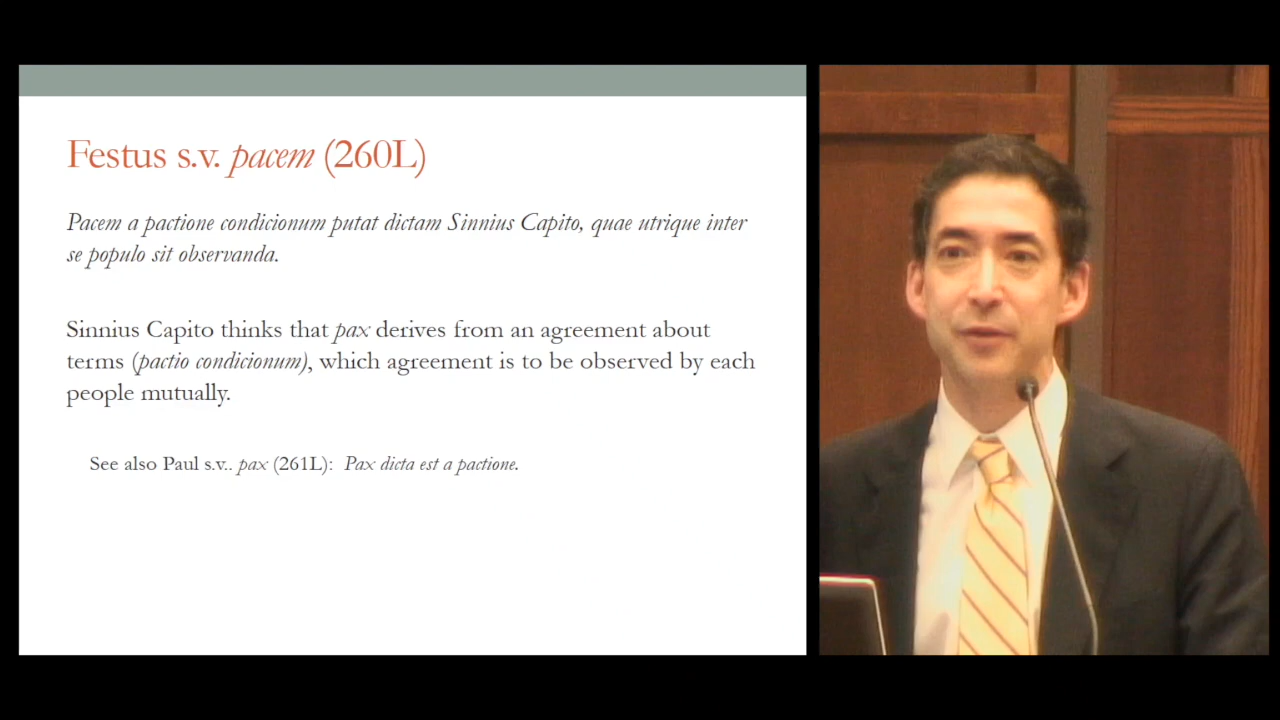 Festus s.v. pacem (260L)
Pacem a pactione condicionum putat dictam Sinnius Capito, quae utrique inter
se populo sit observanda.
Sinnius Capito thinks that pax derives from an agreement about
terms (pactio condicionum), which agreement is to be observed by each
people mutually.
See also Paul s.v.. pax (261L): Pax dicta est a pactione.